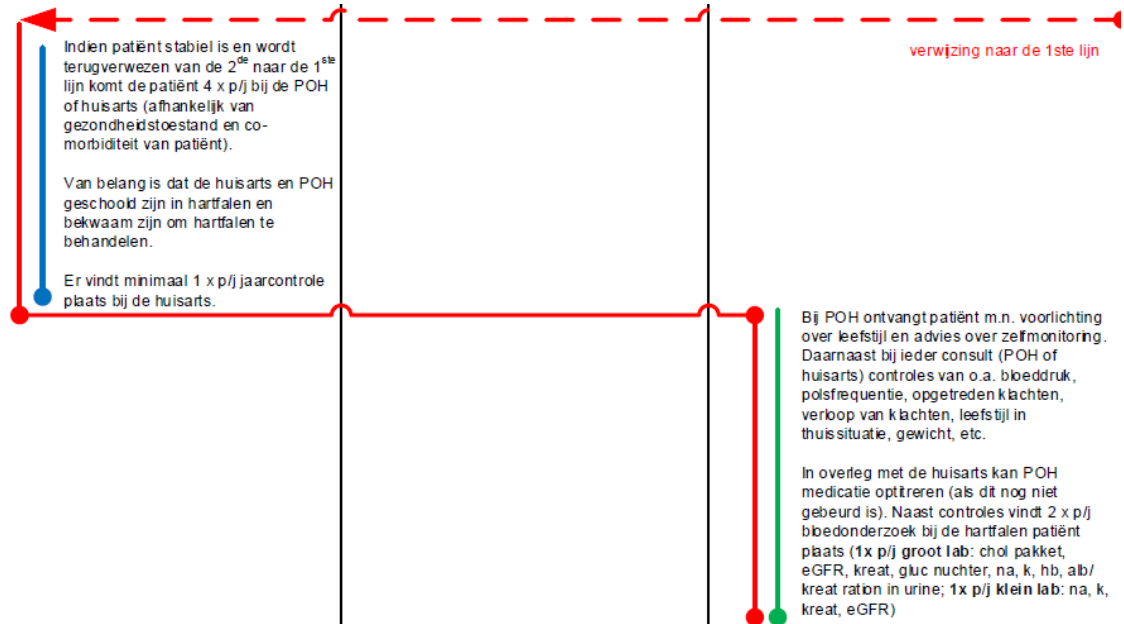 verwijzing naar de 1ste lijn
Indien patiënt stabiel is en wordt
terugverwezen van de 2de naar de 1ste
lijn komt de patiënt 4 x p/j bij de POH
of huisarts (afhankelijk van
gezondheidstoestand en co-
morbiditeit van patiënt).
Van belang is dat de huisarts en POH
geschoold zijn in hartfalen en
bekwaam zijn om hartfalen te
behandelen.
Er vindt minimaal 1 x p/j jaarcontrole
plaats bij de huisarts.
Bij POH ontvangt patiënt m.n. voorlichting
over leefstijl en advies over zelfmonitoring.
Daarnaast bij ieder consult (POH of
huisarts) controles van o.a. bloeddruk,
polsfrequentie, opgetreden klachten,
verloop van klachten, leefstijl in
thuissituatie, gewicht, etc.
In overleg met de huisarts kan POH
medicatie optitreren (als dit nog niet
gebeurd is). Naast controles vindt 2 x p/j
bloedonderzoek bij de hartfalen patiënt
plaats (1x p/j groot lab: chol pakket,
eGFR, kreat, gluc nuchter, na, k, hb, alb/
kreat ration in urine; 1x p/j klein lab: na, k,
kreat, eGFR)